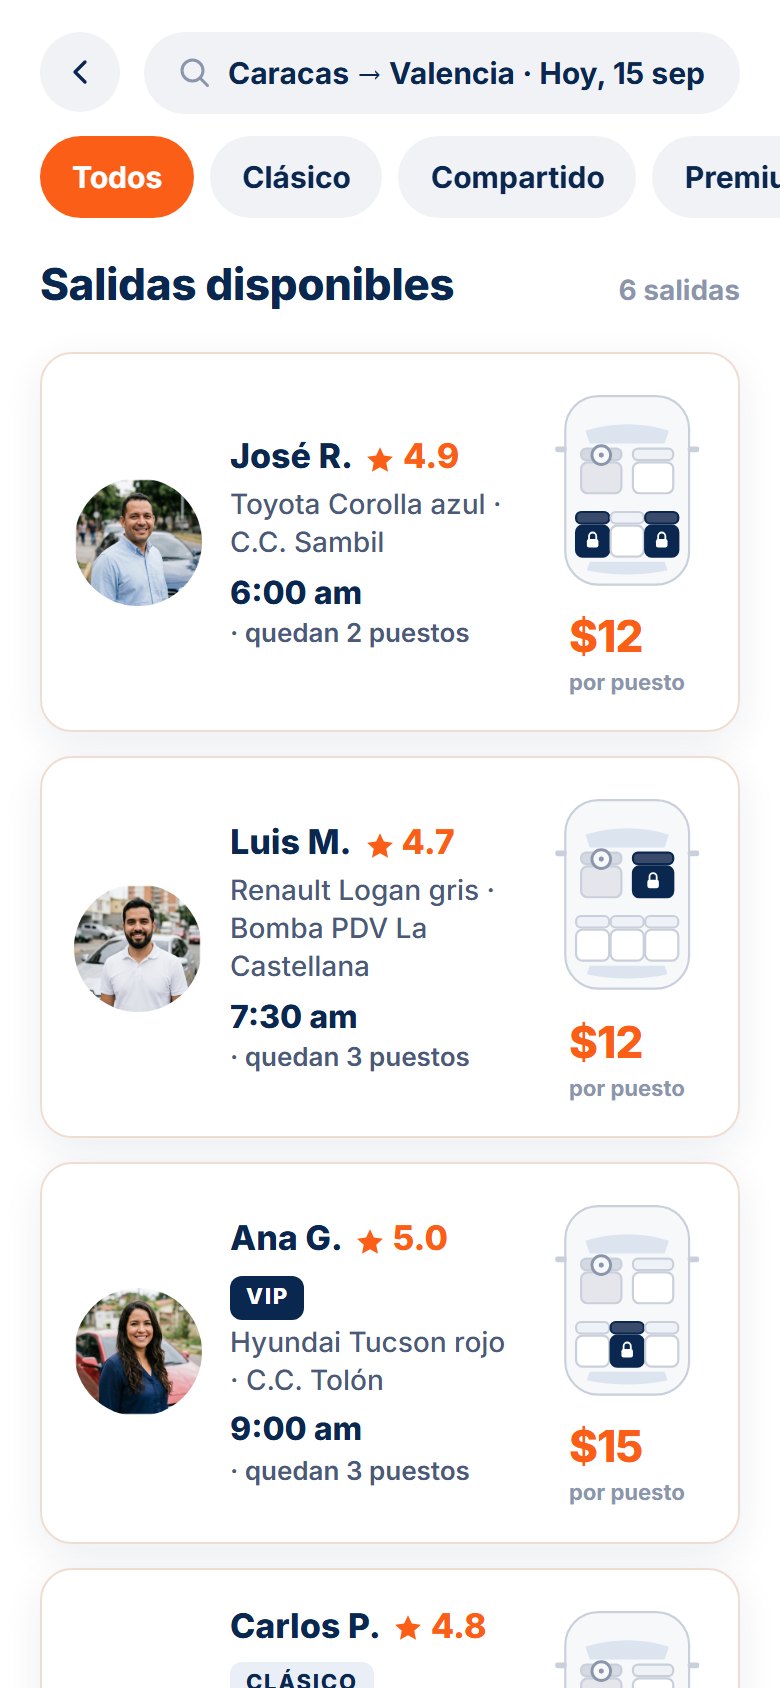 Caracas → Valencia · Hoy, 15 sep
Todos
Clásico
Compartido
Salidas disponibles
6 salidas
José R. ★ 4.9
Toyota Corolla azul ·
C.C. Sambil
6:00 am
· quedan 2 puestos
$12
por puesto
Luis M. ★ 4.7
Renault Logan gris ·
Bomba PDV La
Castellana
7:30 am
· quedan 3 puestos
$12
por puesto
Ana G. ★ 5.0
VIP
Hyundai Tucson rojo
· C.C. Tolón
9:00 am
· quedan 3 puestos
$15
por puesto
Carlos P. ★ 4.8
CLÁSICO